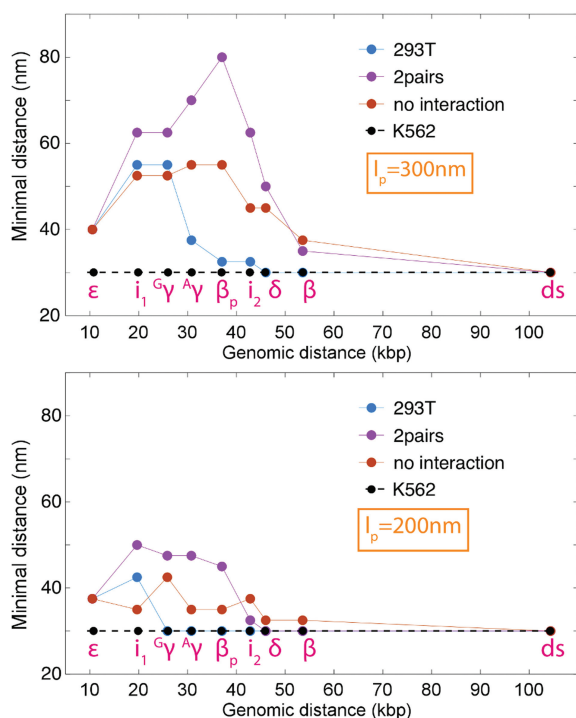 80
60
40
20
Minimal distance (nm)
293T
2pairs
no interaction
K562
lp=300nm
ε i1 Gγ Aγ βp i2 δ β ds
10 20 30 40 50 60 70 80 90 100
Genomic distance (kbp)
80
60
40
20
Minimal distance (nm)
293T
2pairs
no interaction
K562
lp=200nm
ε i1 Gγ Aγ βp i2 δ β ds
10 20 30 40 50 60 70 80 90 100
Genomic distance (kbp)